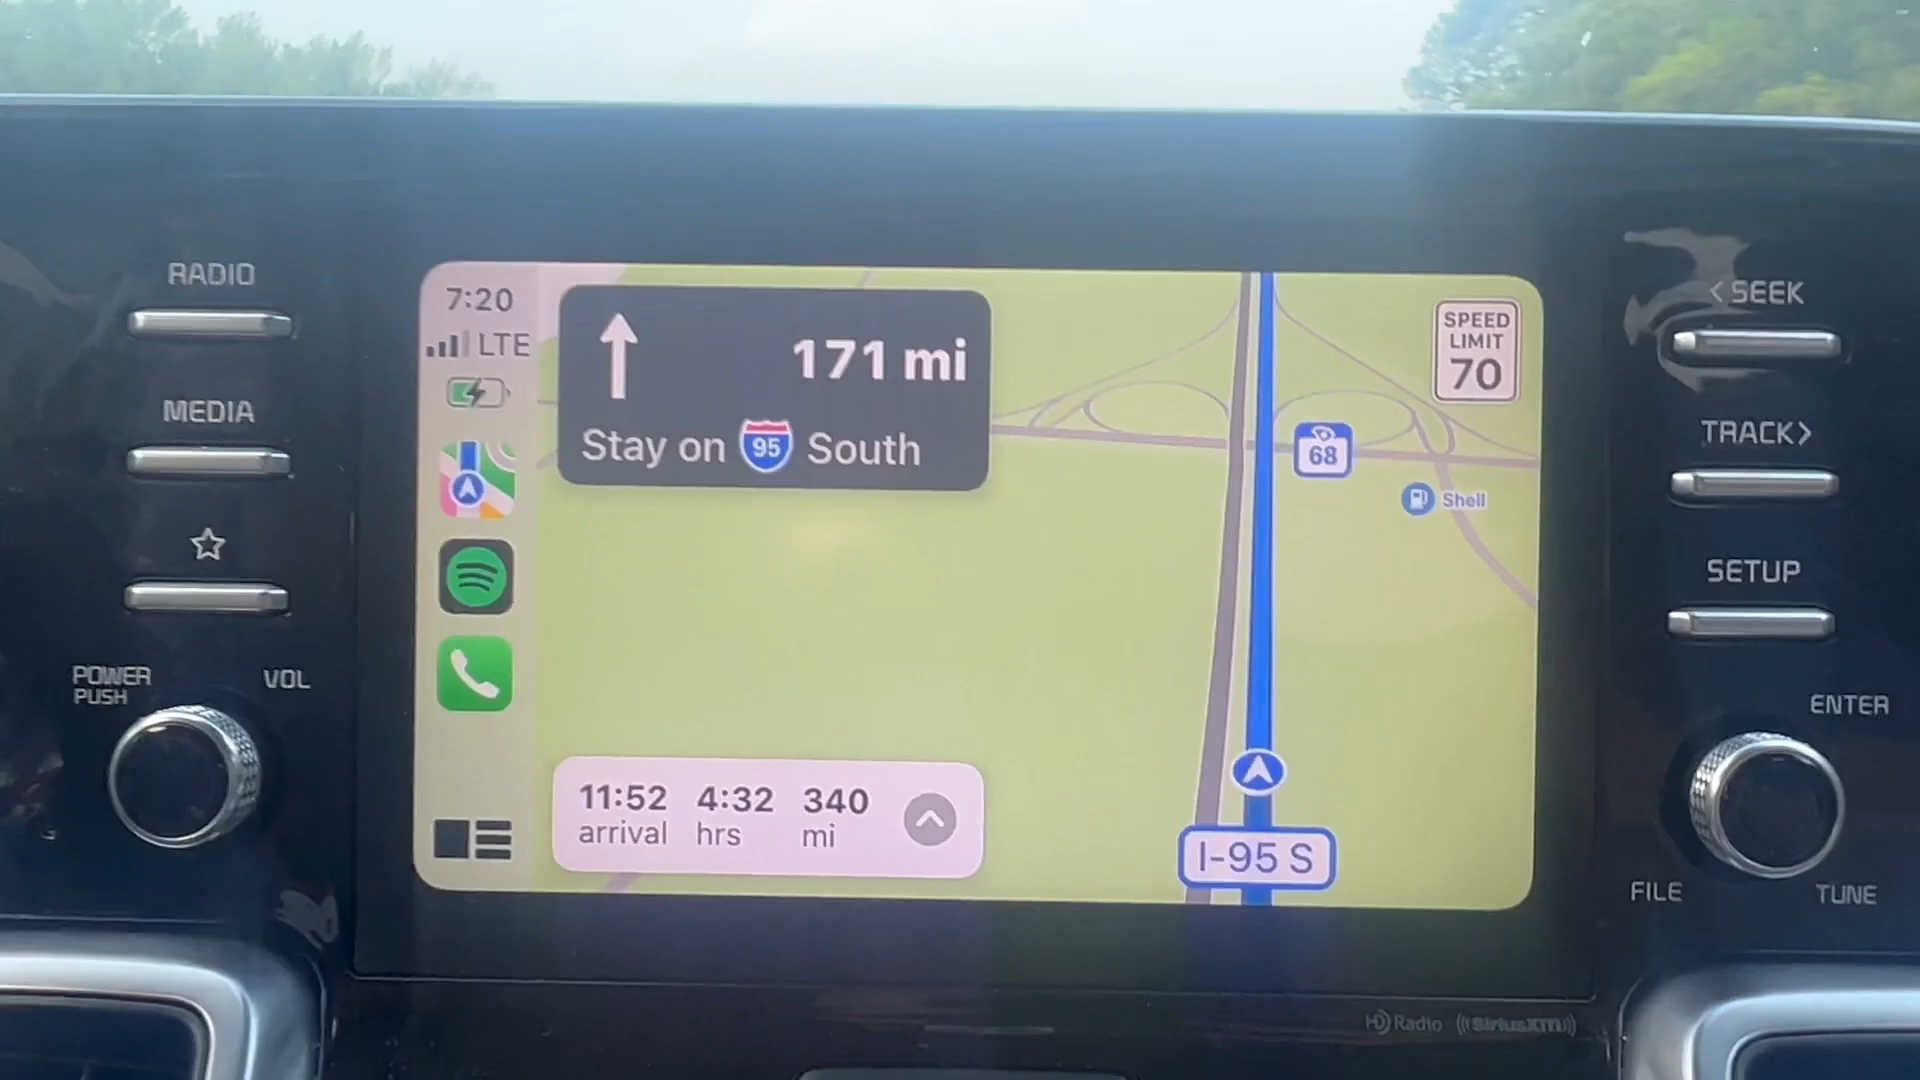 RADIO
MEDIA
POWER
PUSH
VOL
7:20
LTE
171 mi
Stay on 95 South
SPEED
LIMIT
70
68
Shell
11:52 4:32 340
arrival hrs mi
I-95 S
<SEEK
TRACK>
SETUP
ENTER
FILE
TUNE
HD Radio ((SiriusXM))